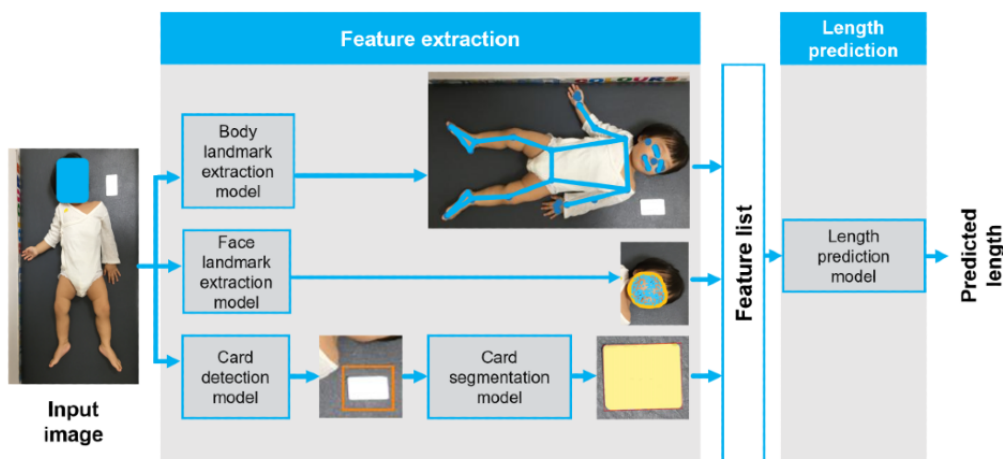 Feature extraction
Length
prediction
Body
landmark
extraction
model
Face
landmark
extraction
model
Card
detection
model
Card
segmentation
model
Feature list
Length
prediction
model
Predicted
length
Input
image